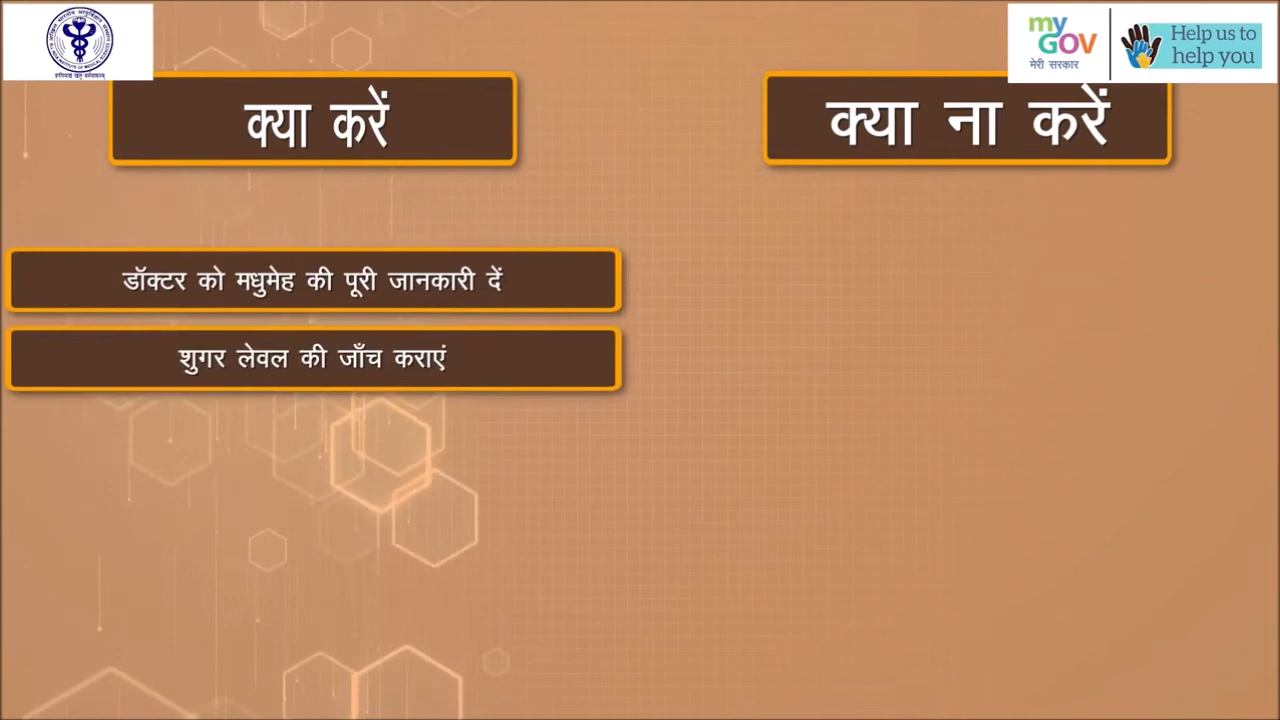 my
GOV
मेरी सरकार
Help us to
help you
क्या करें
क्या ना करें
डॉक्टर को मधुमेह की पूरी जानकारी दें
शुगर लेवल की जाँच कराएं